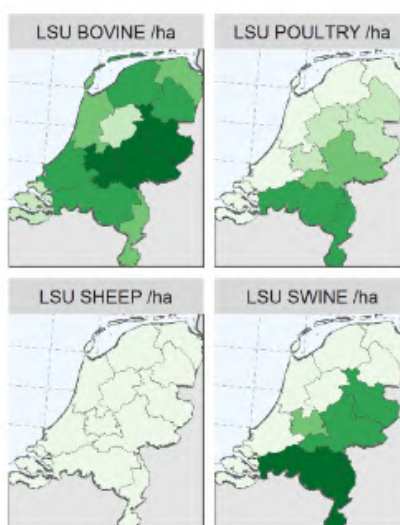 LSU BOVINE /ha
LSU POULTRY /ha
LSU SHEEP /ha
LSU SWINE /ha